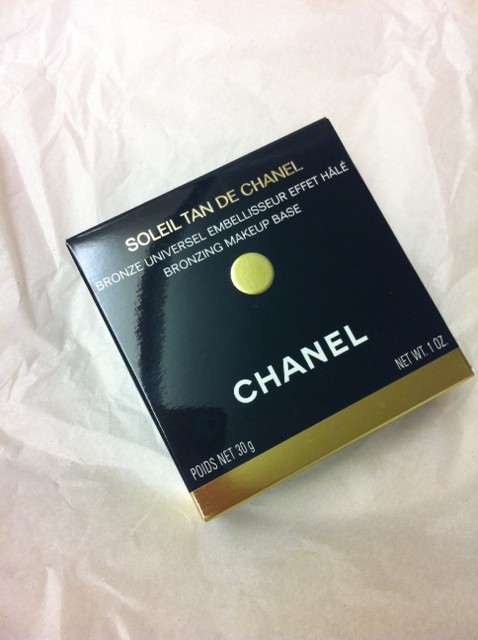 SOLEIL TAN DE CHANEL
BRONZE UNIVERSEL EMBELLISSEUR EFFET HÂLÉ
BRONZING MAKEUP BASE
CHANEL
POIDS NET 30 g
NET WT. 1 OZ.